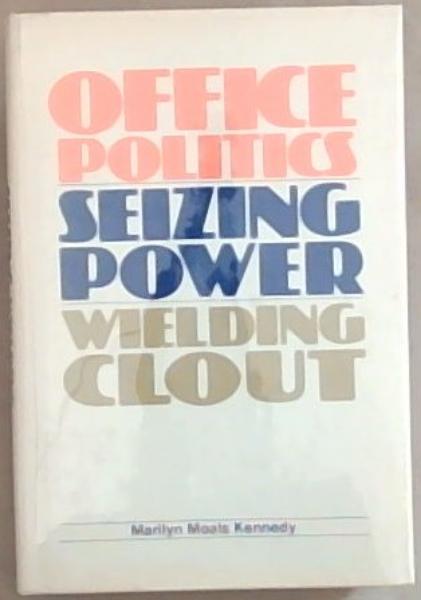 OFFICE
POLITICS
SEIZING
POWER
WIELDING
CLOUT
Marilyn Moats Kennedy